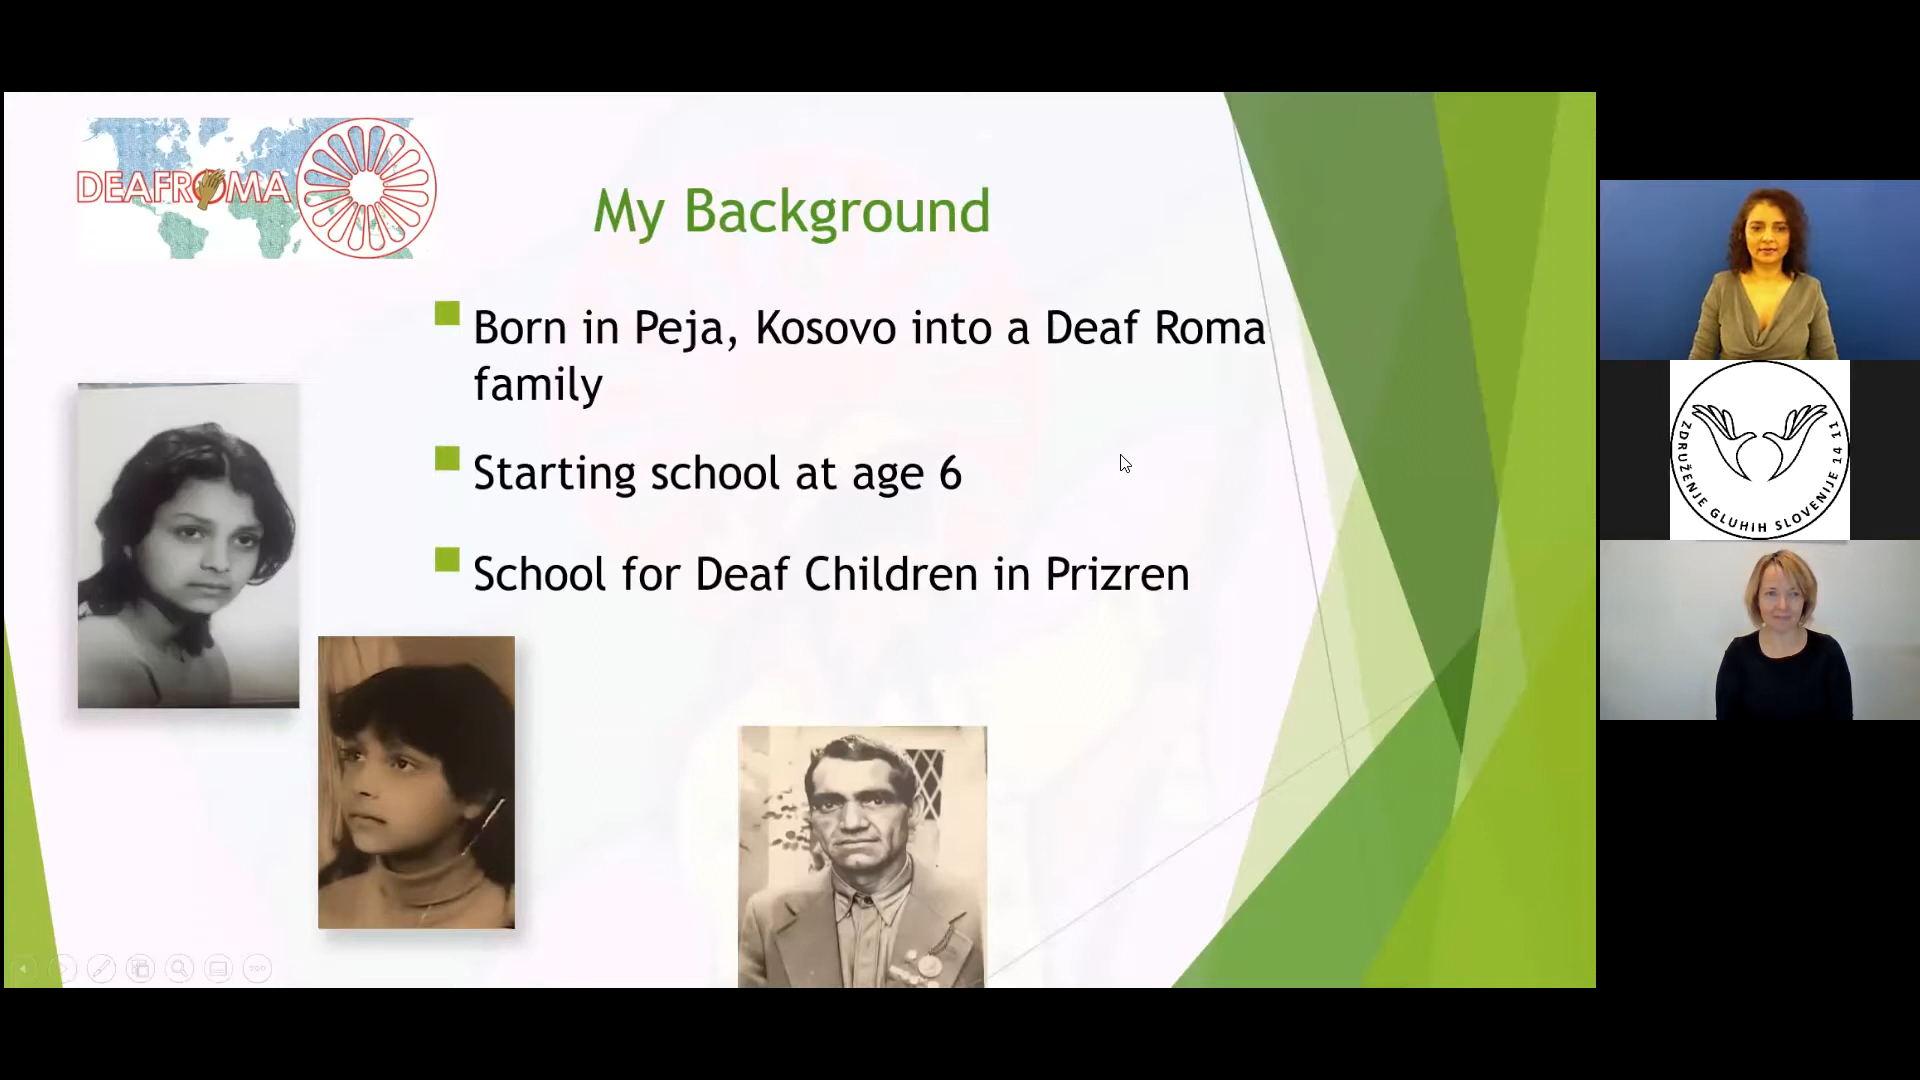 DEAFROMA
My Background
Born in Peja, Kosovo into a Deaf Roma
family
Starting school at age 6
School for Deaf Children in Prizren
ZDRUŽENJE GLUHIH SLOVENIJE 14 11